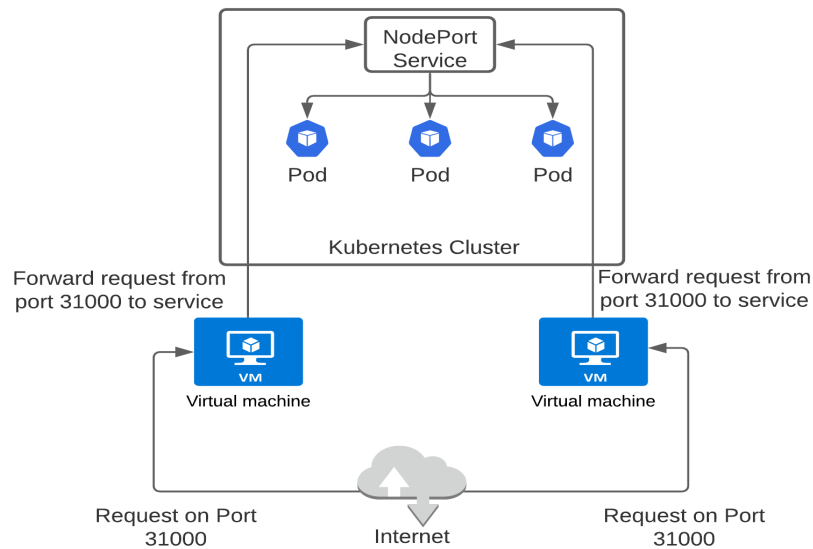 NodePort
Service
Pod
Pod
Pod
Kubernetes Cluster
Forward request from
port 31000 to service
Forward request from
port 31000 to service
VM
Virtual machine
VM
Virtual machine
Request on Port
31000
Internet
Request on Port
31000